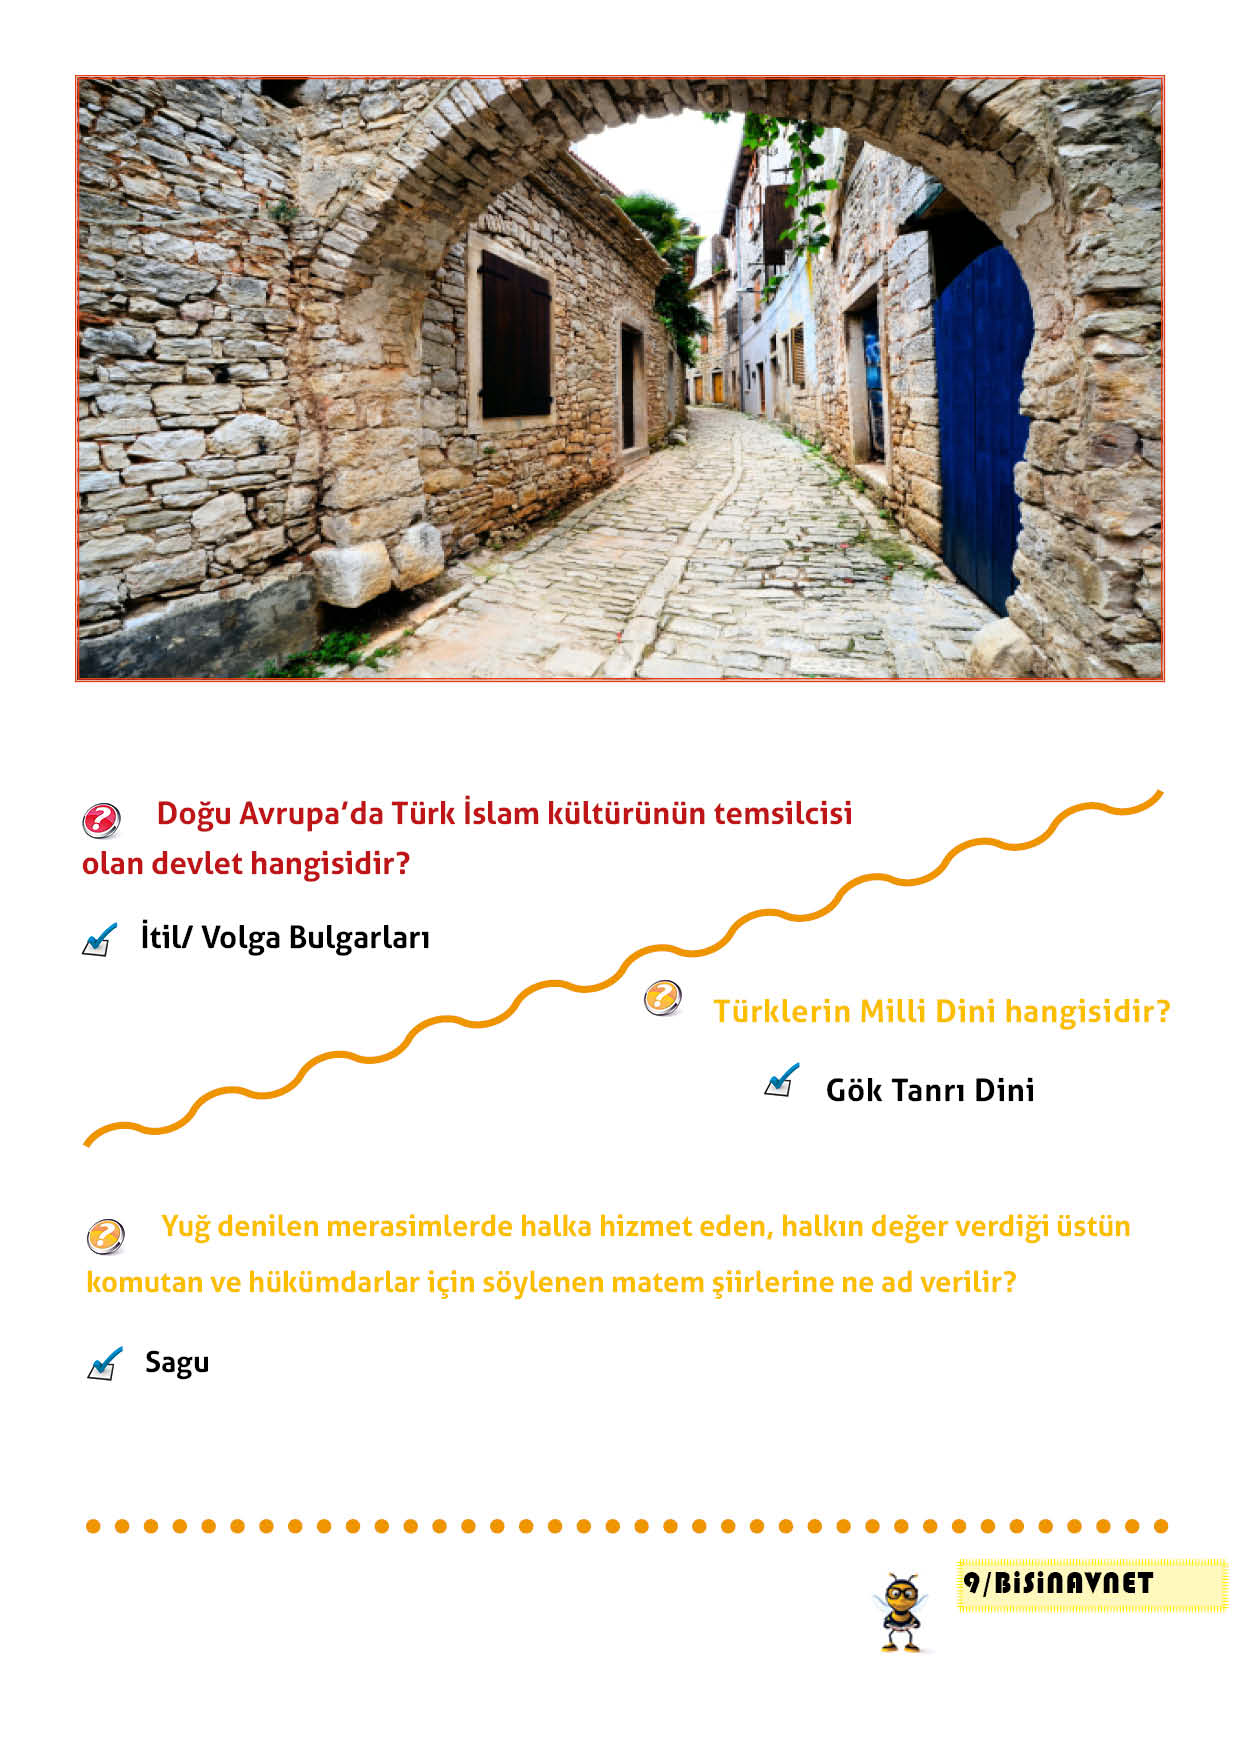 Doğu Avrupa’da Türk İslam kültürünün temsilcisi
olan devlet hangisidir?
İtil/ Volga Bulgarları
Türklerin Milli Dini hangisidir?
Gök Tanrı Dini
Yuğ denilen merasimlerde halka hizmet eden, halkın değer verdiği üstün
komutan ve hükümdarlar için söylenen matem şiirlerine ne ad verilir?
Sagu
9/BiSiNAVNET